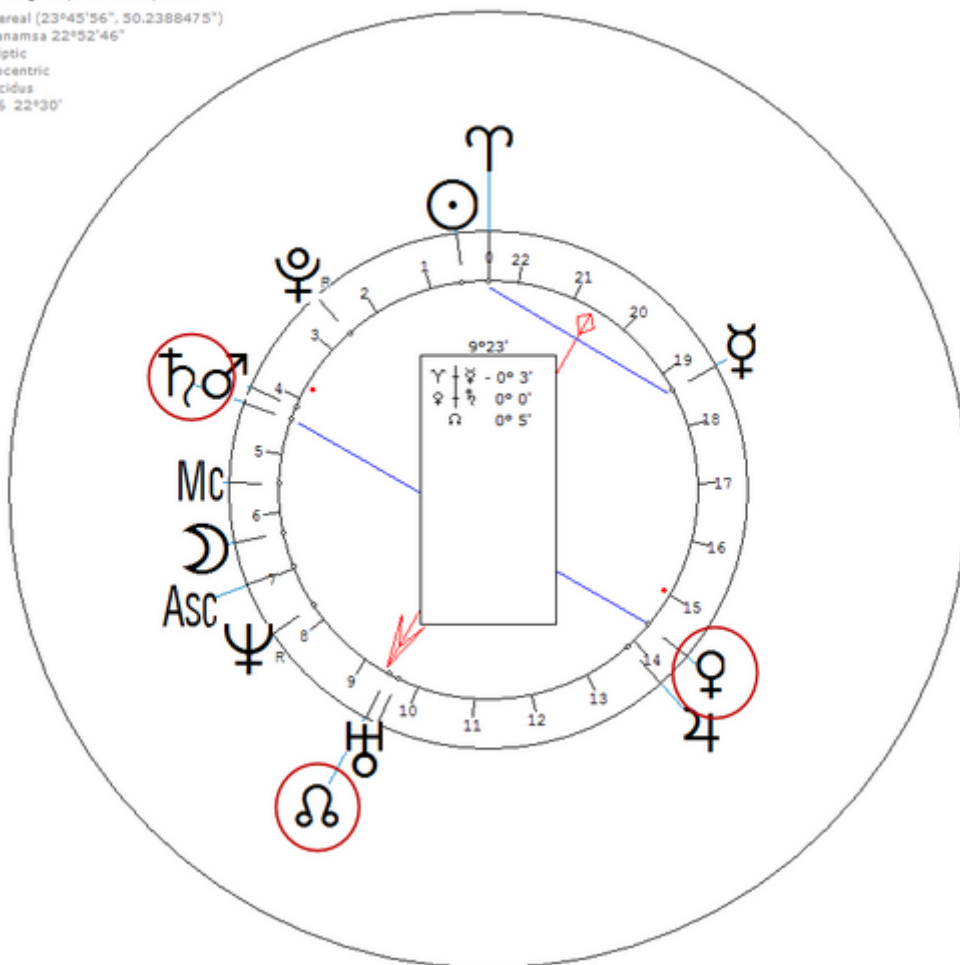 ereal (23°45'56", 50.2388475")
anamsa 22°52'46"
iptic
ocentric
cidus
22°30'
♈
☉
♇ R
♄ ♂
☿
Mc
☽
Asc
♆ R
♅
☊
♀
♃
0
1
2
3
4
5
6
7
8
9
10
11
12
13
14
15
16
17
18
19
20
21
22
9°23'
♈ ┼ ☿ - 0° 3'
♀ ┼ ♄ 0° 0'
☊ 0° 5'